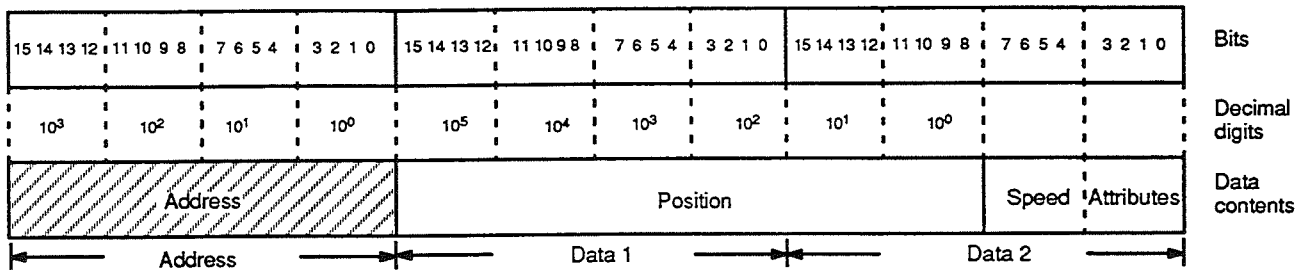 15 14 13 12 11 10 9 8 7 6 5 4 3 2 1 0 15 14 13 12 11 10 9 8 7 6 5 4 3 2 1 0 15 14 13 12 11 10 9 8 7 6 5 4 3 2 1 0 Bits
10³ 10² 10¹ 10⁰ 10⁵ 10⁴ 10³ 10² 10¹ 10⁰ Decimal
digits
Address Position Speed Attributes Data
contents
Address Data 1 Data 2